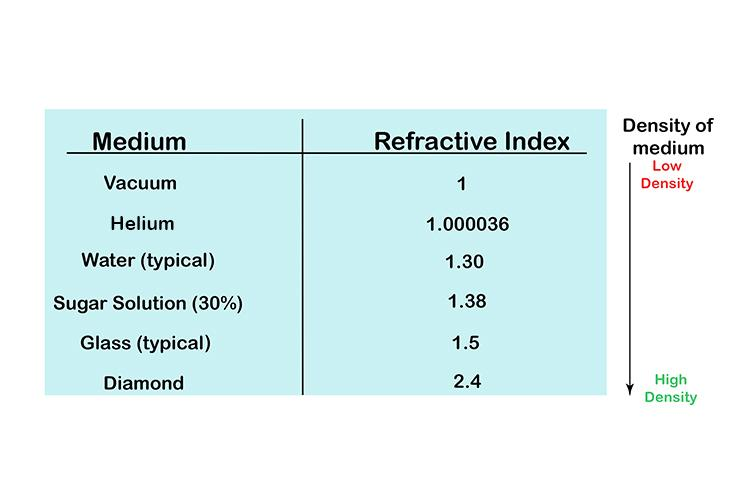 Medium Refractive Index
Vacuum 1
Helium 1.000036
Water (typical) 1.30
Sugar Solution (30%) 1.38
Glass (typical) 1.5
Diamond 2.4
Density of
medium
Low
Density
High
Density